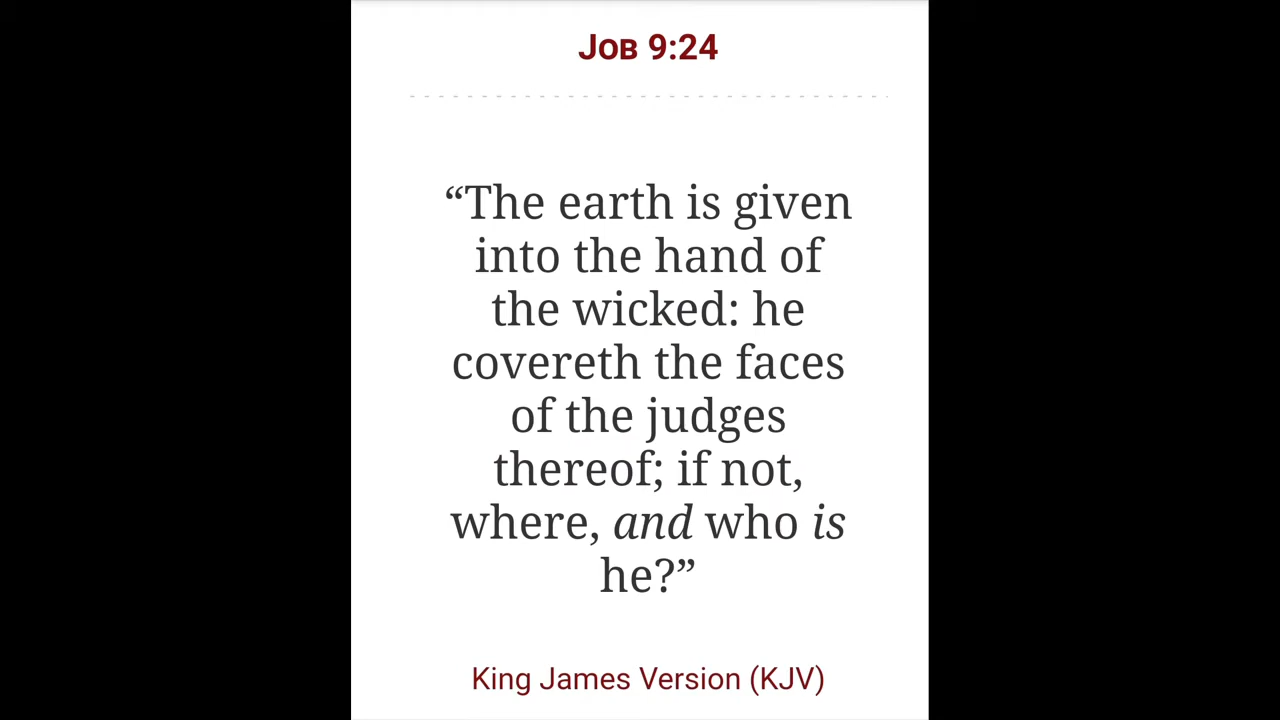 Job 9:24
“The earth is given
into the hand of
the wicked: he
covereth the faces
of the judges
thereof; if not,
where, and who is
he?”
King James Version (KJV)